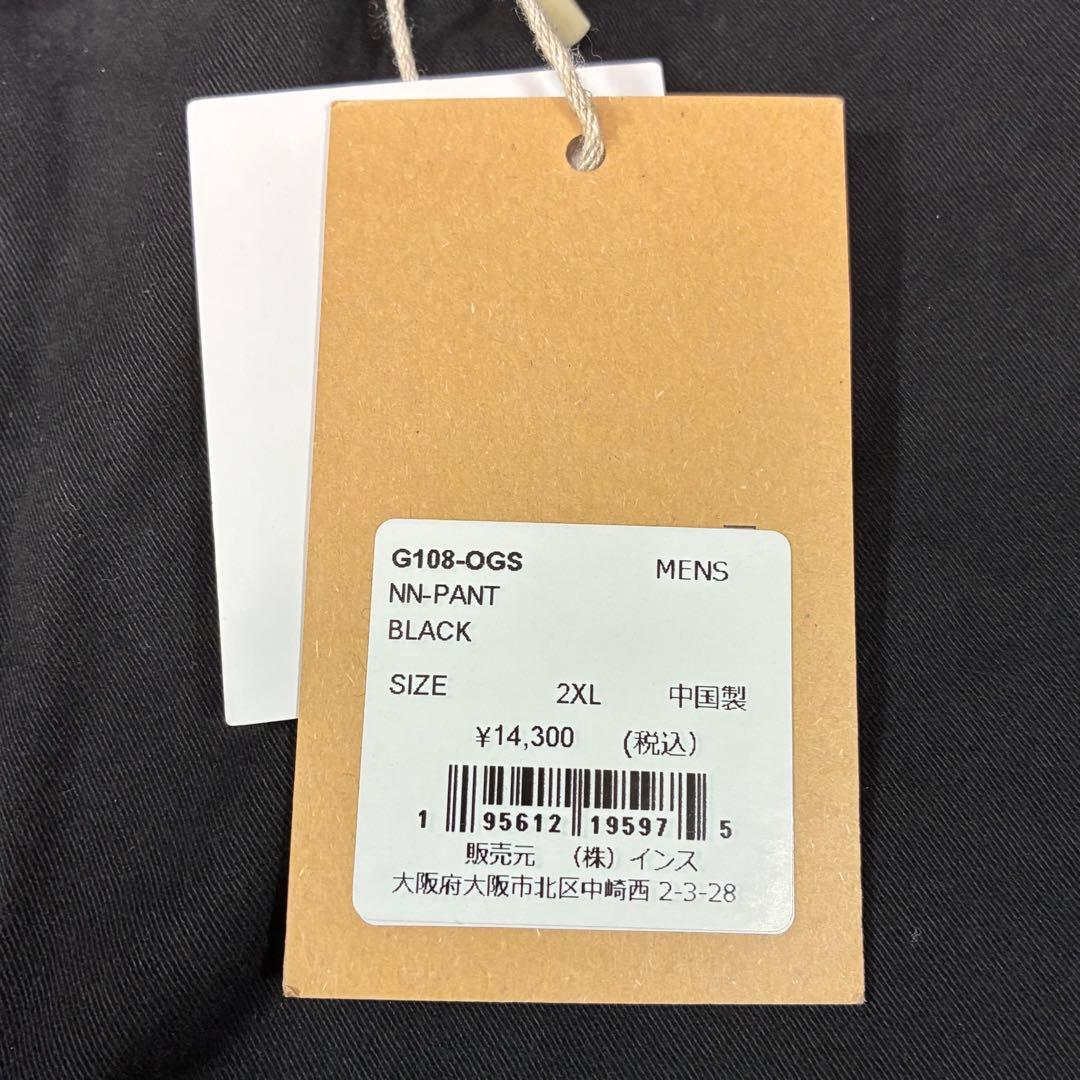 G108-OGS MENS
NN-PANT
BLACK
SIZE 2XL 中国製
¥14,300 (税込)
1 95612 19597 5
販売元 （株）インス
大阪府大阪市北区中崎西 2-3-28